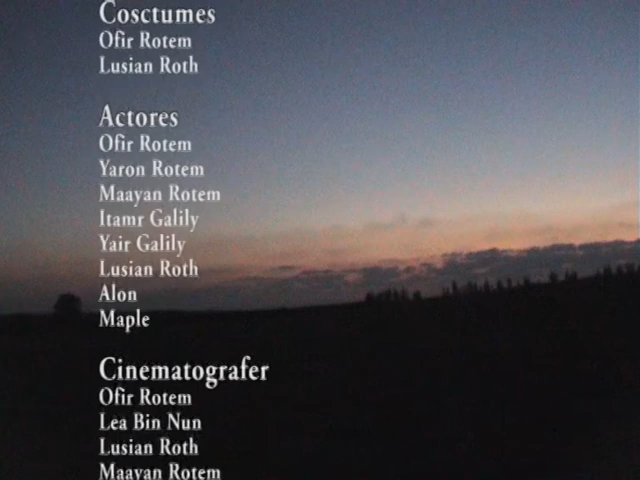 Cosctumes
Ofir Rotem
Lusian Roth
Actores
Ofir Rotem
Yaron Rotem
Maayan Rotem
Itamr Galily
Yair Galily
Lusian Roth
Alon
Maple
Cinematografer
Ofir Rotem
Lea Bin Nun
Lusian Roth
Maayan Rotem